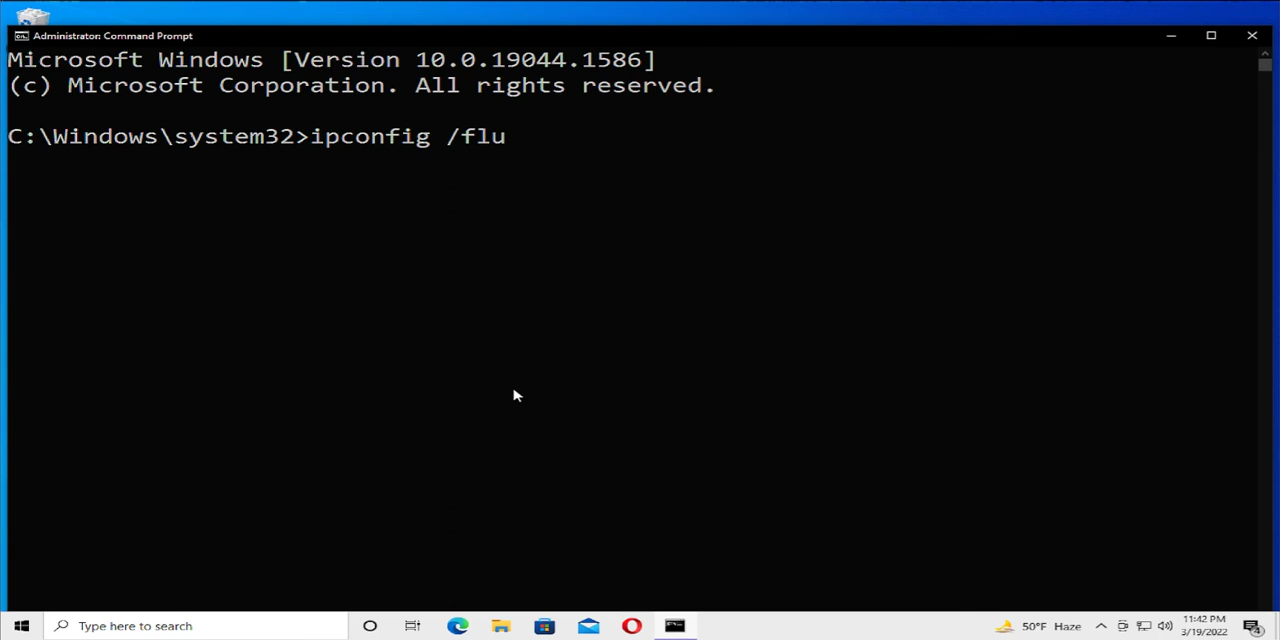 Administrator: Command Prompt
Microsoft Windows [Version 10.0.19044.1586]
(c) Microsoft Corporation. All rights reserved.
C:\Windows\system32>ipconfig /flu
Type here to search
50°F Haze
11:42 PM
3/19/2022
4